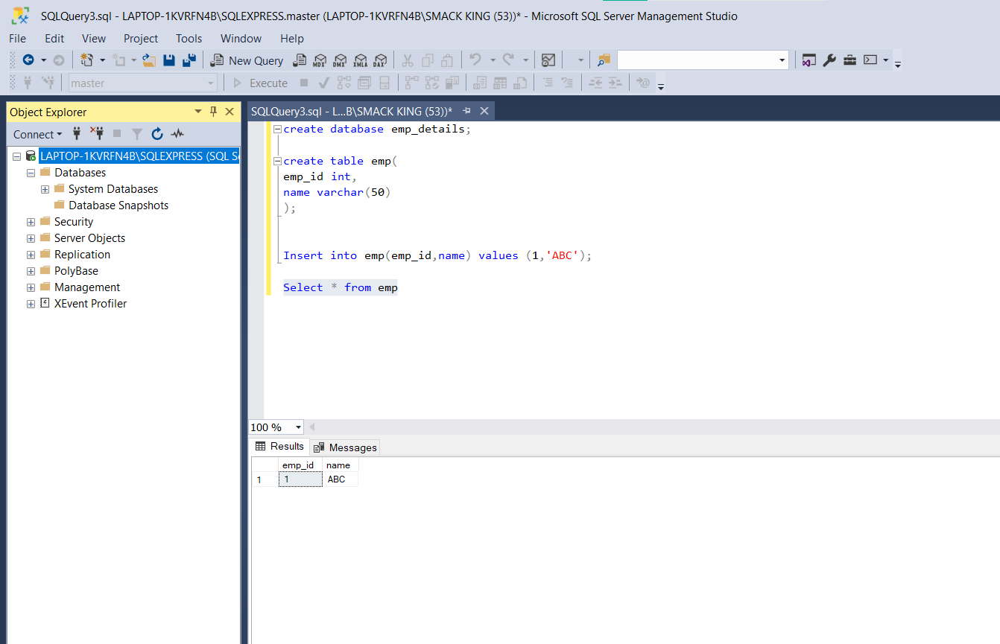 SQLQuery3.sql - LAPTOP-1KVRFN4B\SQLEXPRESS.master (LAPTOP-1KVRFN4B\SMACK KING (53))* - Microsoft SQL Server Management Studio
File Edit View Project Tools Window Help
New Query MDX DMX XMLA DAX
master Execute
Object Explorer
Connect
LAPTOP-1KVRFN4B\SQLEXPRESS (SQL S
Databases
System Databases
Database Snapshots
Security
Server Objects
Replication
PolyBase
Management
XEvent Profiler
SQLQuery3.sql - L...B\SMACK KING (53))*
create database emp_details;
create table emp(
emp_id int,
name varchar(50)
);
Insert into emp(emp_id,name) values (1,'ABC');
Select * from emp
100 %
Results Messages
emp_id name
1 1 ABC